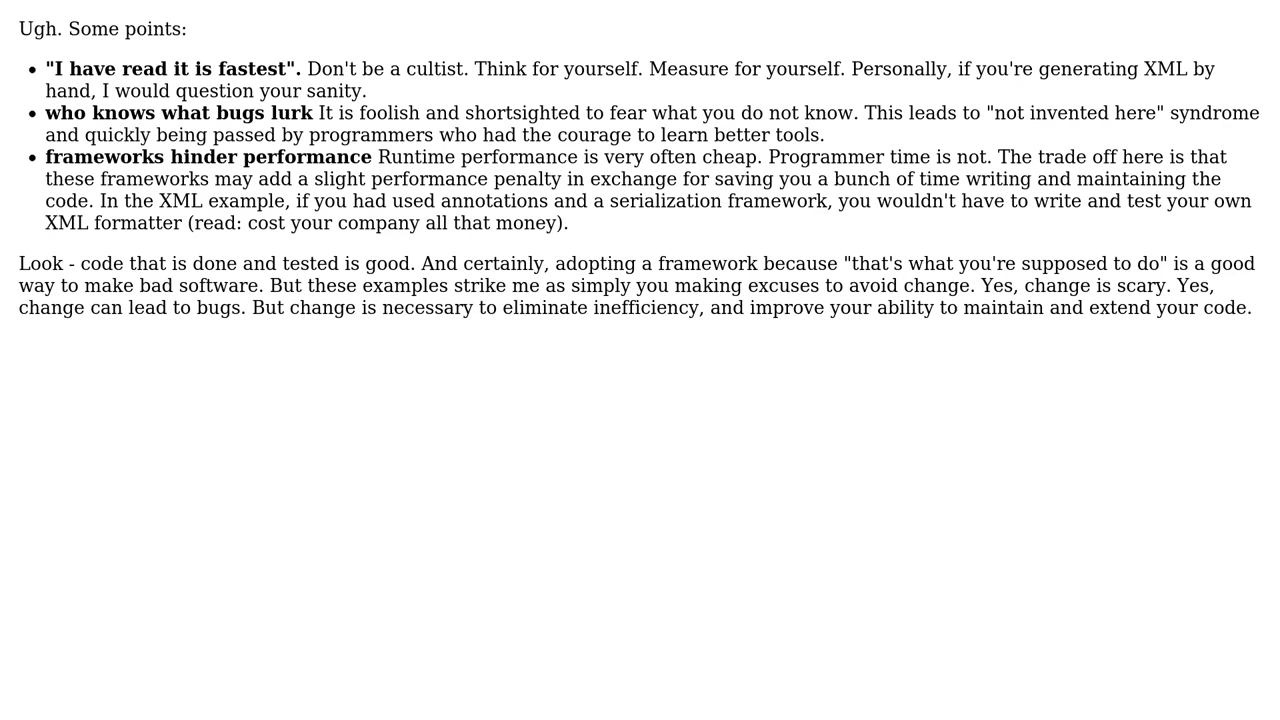 Ugh. Some points:
• "I have read it is fastest". Don't be a cultist. Think for yourself. Measure for yourself. Personally, if you're generating XML by
hand, I would question your sanity.
• who knows what bugs lurk It is foolish and shortsighted to fear what you do not know. This leads to "not invented here" syndrome
and quickly being passed by programmers who had the courage to learn better tools.
• frameworks hinder performance Runtime performance is very often cheap. Programmer time is not. The trade off here is that
these frameworks may add a slight performance penalty in exchange for saving you a bunch of time writing and maintaining the
code. In the XML example, if you had used annotations and a serialization framework, you wouldn't have to write and test your own
XML formatter (read: cost your company all that money).
Look - code that is done and tested is good. And certainly, adopting a framework because "that's what you're supposed to do" is a good
way to make bad software. But these examples strike me as simply you making excuses to avoid change. Yes, change is scary. Yes,
change can lead to bugs. But change is necessary to eliminate inefficiency, and improve your ability to maintain and extend your code.